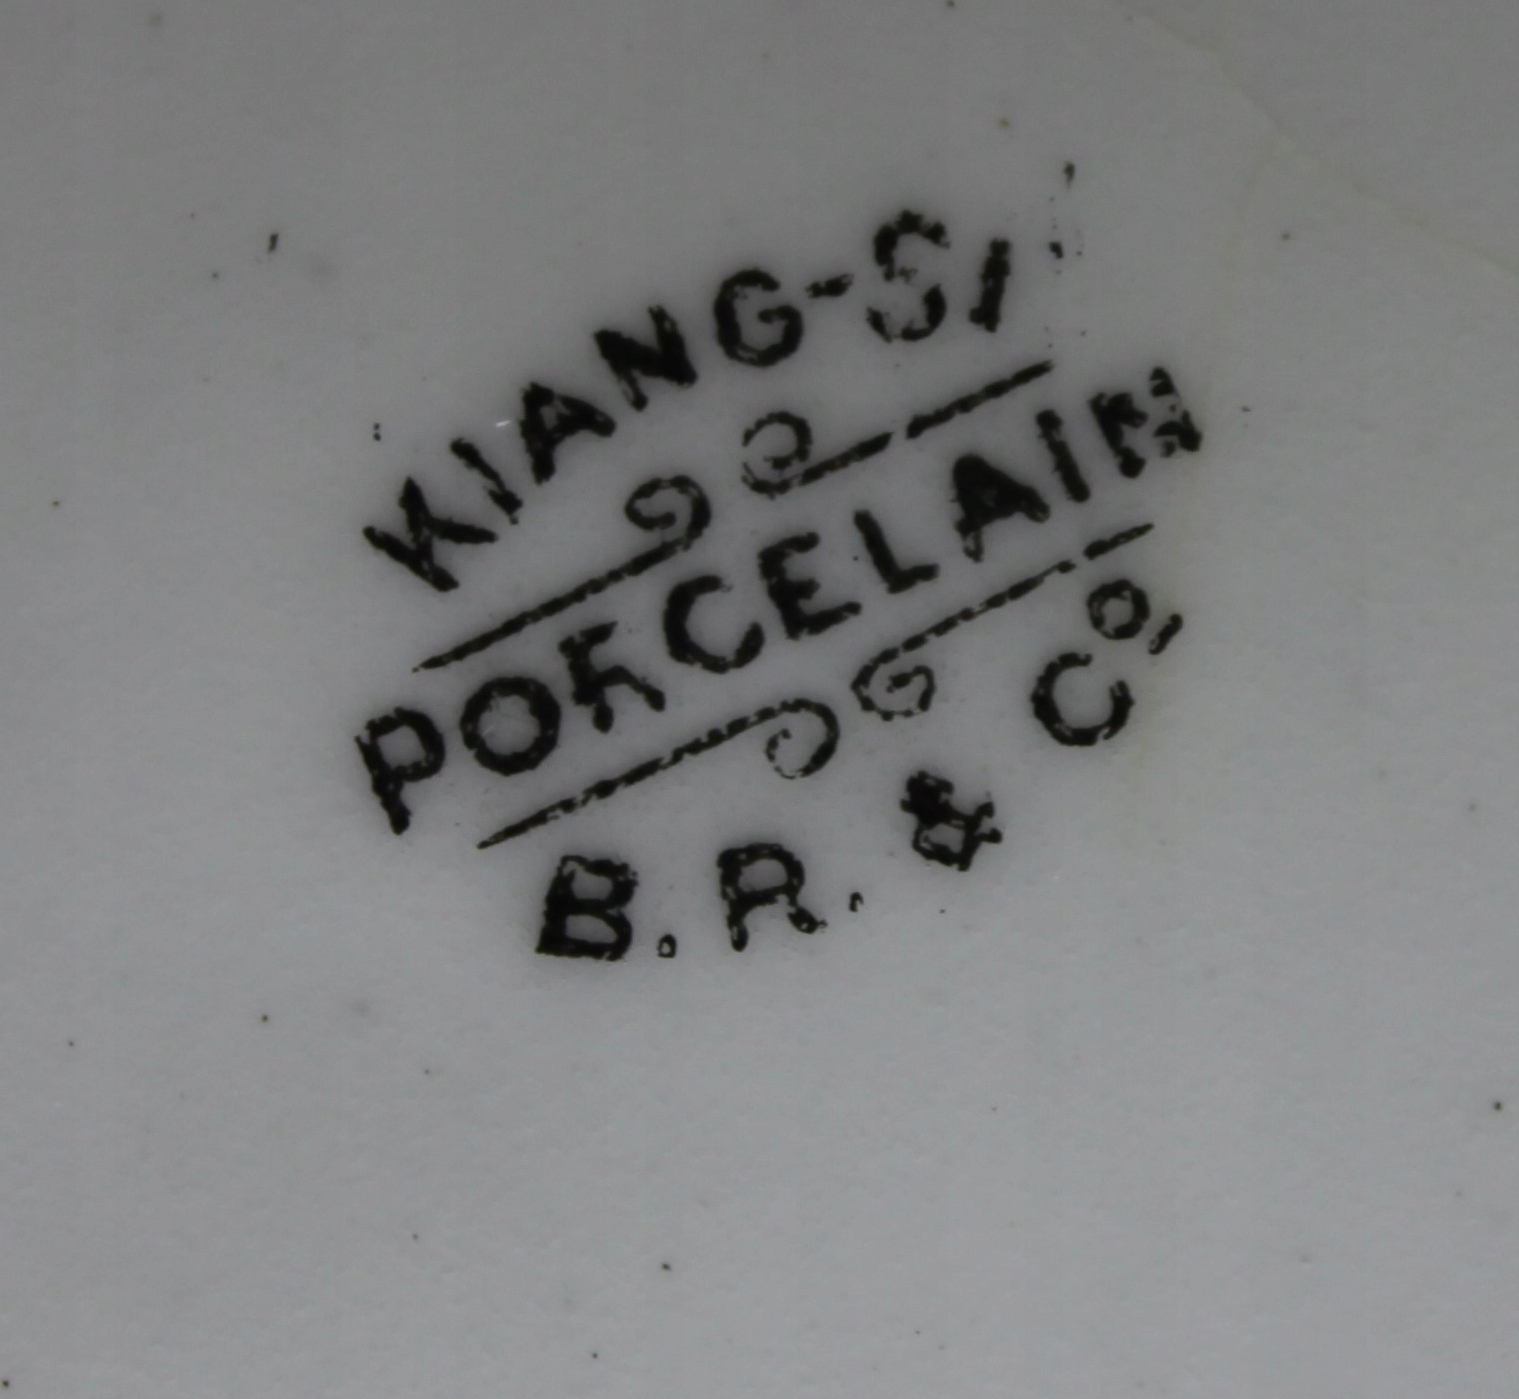 KIANG-SI
PORCELAIN
B. R. & Co.